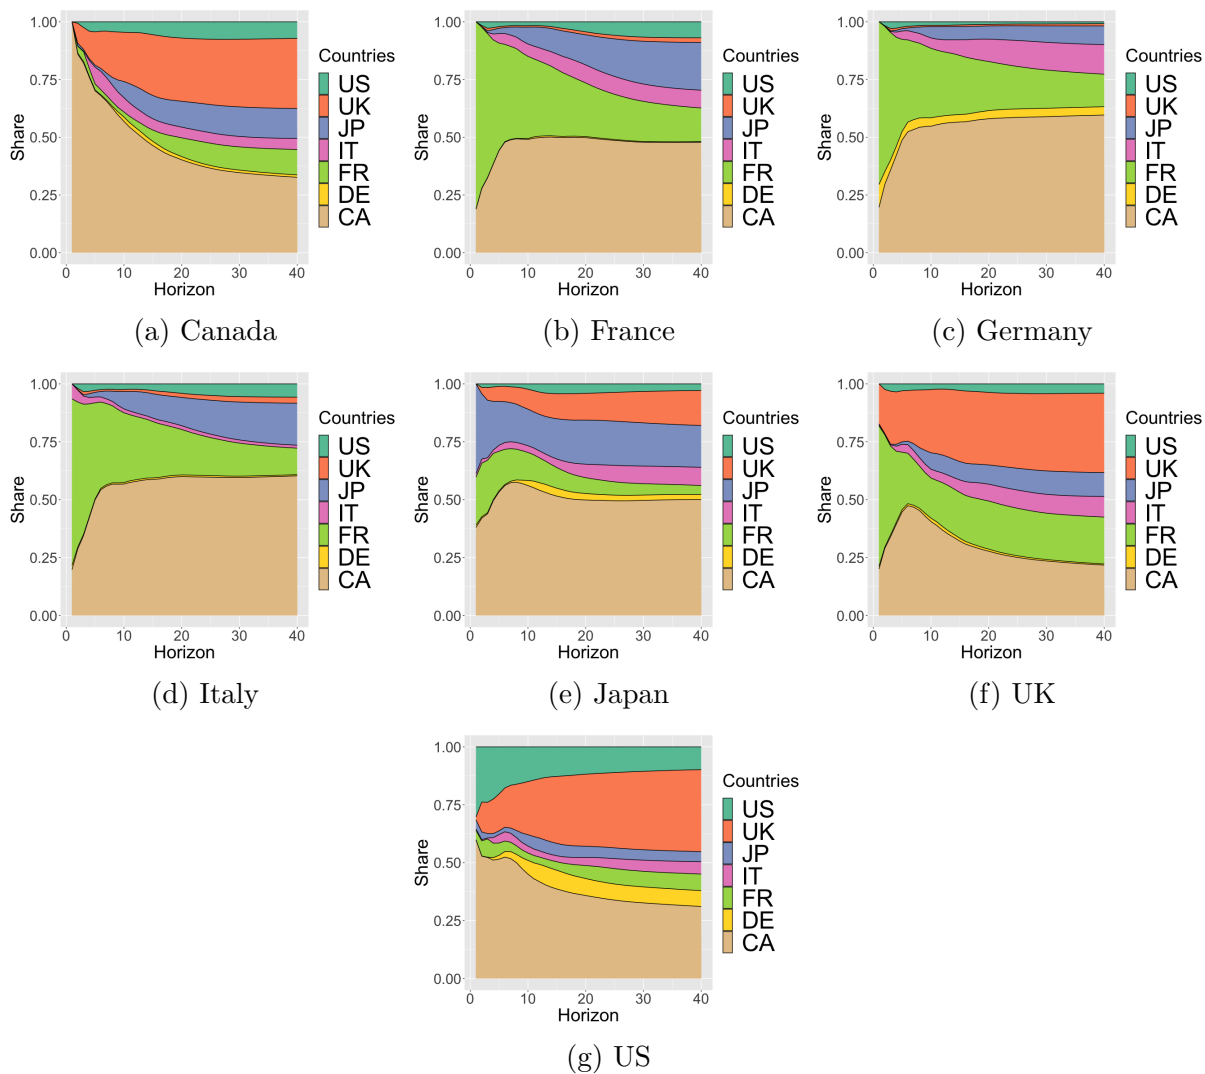 1.00
0.75
0.50
0.25
0.00
Share
0 10 20 30 40
Horizon
Countries
US
UK
JP
IT
FR
DE
CA
(a) Canada
1.00
0.75
0.50
0.25
0.00
Share
0 10 20 30 40
Horizon
Countries
US
UK
JP
IT
FR
DE
CA
(b) France
1.00
0.75
0.50
0.25
0.00
Share
0 10 20 30 40
Horizon
Countries
US
UK
JP
IT
FR
DE
CA
(c) Germany
1.00
0.75
0.50
0.25
0.00
Share
0 10 20 30 40
Horizon
Countries
US
UK
JP
IT
FR
DE
CA
(d) Italy
1.00
0.75
0.50
0.25
0.00
Share
0 10 20 30 40
Horizon
Countries
US
UK
JP
IT
FR
DE
CA
(e) Japan
1.00
0.75
0.50
0.25
0.00
Share
0 10 20 30 40
Horizon
Countries
US
UK
JP
IT
FR
DE
CA
(f) UK
1.00
0.75
0.50
0.25
0.00
Share
0 10 20 30 40
Horizon
Countries
US
UK
JP
IT
FR
DE
CA
(g) US